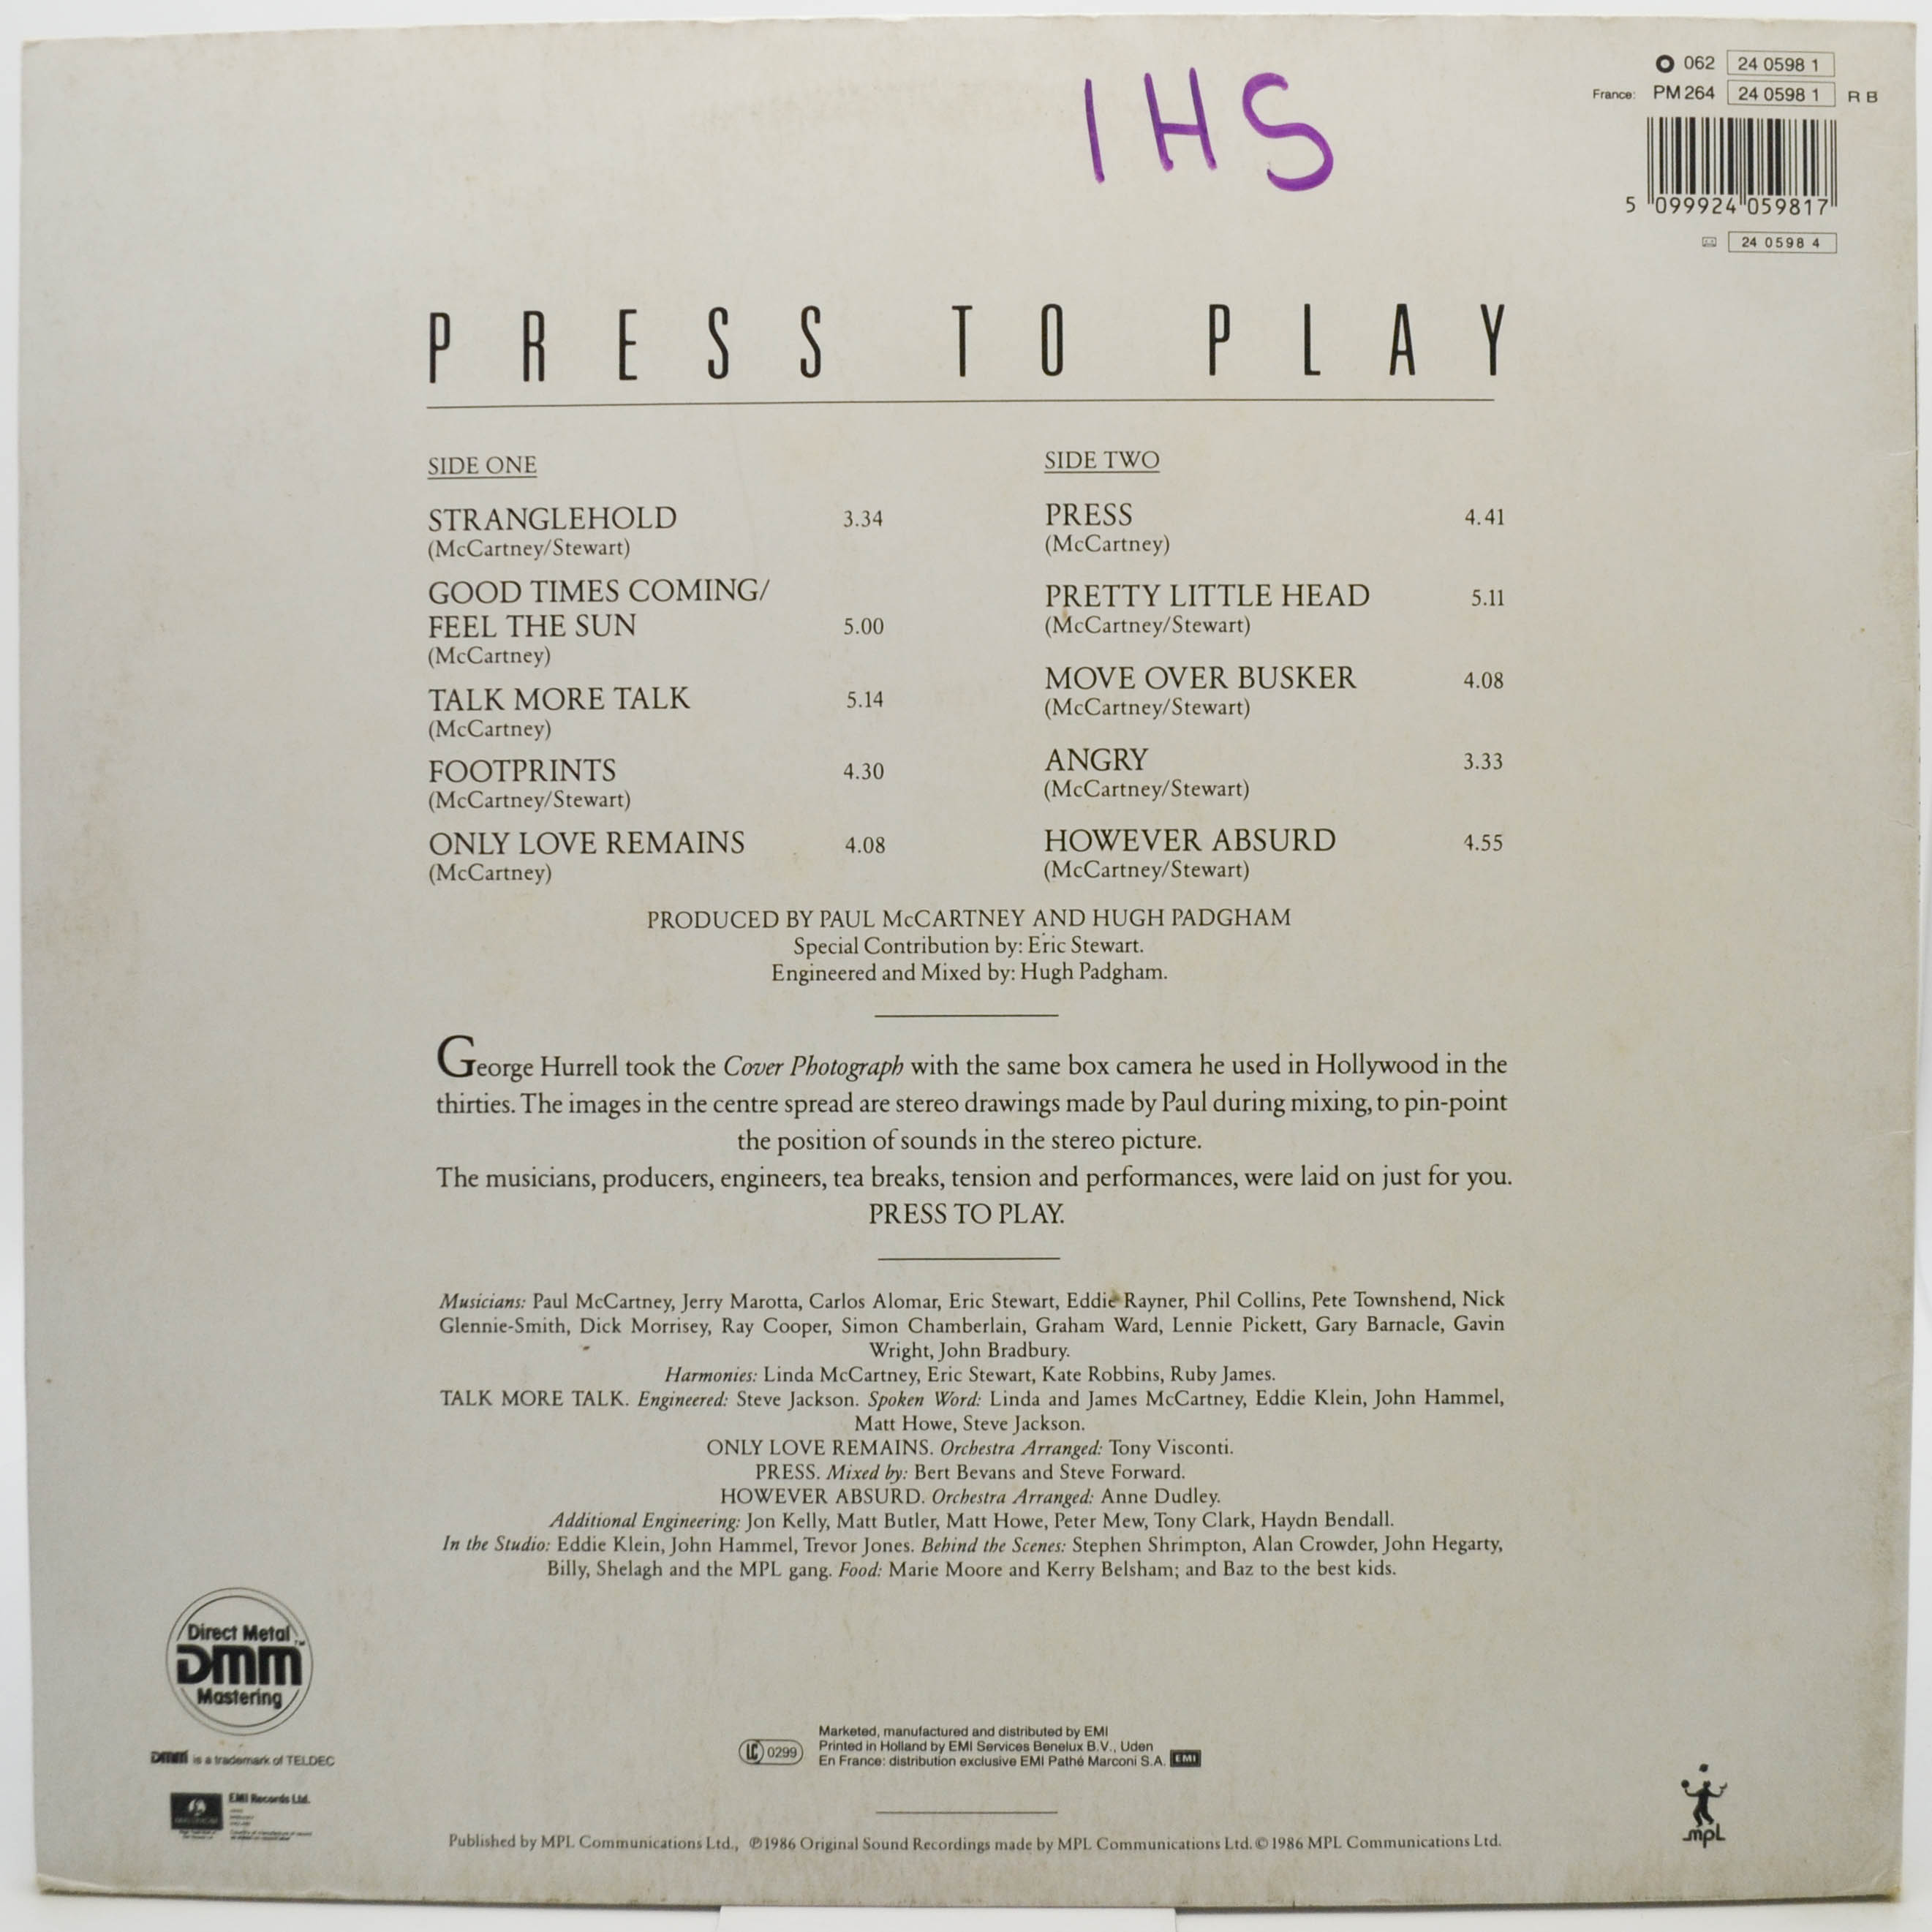 IHS
062 24 0598 1
France: PM 264 24 0598 1 R B
5 099924 059817
24 0598 4
PRESS TO PLAY
SIDE ONE
STRANGLEHOLD 3.34
(McCartney/Stewart)
GOOD TIMES COMING/
FEEL THE SUN 5.00
(McCartney)
TALK MORE TALK 5.14
(McCartney)
FOOTPRINTS 4.30
(McCartney/Stewart)
ONLY LOVE REMAINS 4.08
(McCartney)
SIDE TWO
PRESS 4.41
(McCartney)
PRETTY LITTLE HEAD 5.11
(McCartney/Stewart)
MOVE OVER BUSKER 4.08
(McCartney/Stewart)
ANGRY 3.33
(McCartney/Stewart)
HOWEVER ABSURD 4.55
(McCartney/Stewart)
PRODUCED BY PAUL McCARTNEY AND HUGH PADGHAM
Special Contribution by: Eric Stewart.
Engineered and Mixed by: Hugh Padgham.
George Hurrell took the Cover Photograph with the same box camera he used in Hollywood in the
thirties. The images in the centre spread are stereo drawings made by Paul during mixing, to pin-point
the position of sounds in the stereo picture.
The musicians, producers, engineers, tea breaks, tension and performances, were laid on just for you.
PRESS TO PLAY.
Musicians: Paul McCartney, Jerry Marotta, Carlos Alomar, Eric Stewart, Eddie Rayner, Phil Collins, Pete Townshend, Nick
Glennie-Smith, Dick Morrisey, Ray Cooper, Simon Chamberlain, Graham Ward, Lennie Pickett, Gary Barnacle, Gavin
Wright, John Bradbury.
Harmonies: Linda McCartney, Eric Stewart, Kate Robbins, Ruby James.
TALK MORE TALK. Engineered: Steve Jackson. Spoken Word: Linda and James McCartney, Eddie Klein, John Hammel,
Matt Howe, Steve Jackson.
ONLY LOVE REMAINS. Orchestra Arranged: Tony Visconti.
PRESS. Mixed by: Bert Bevans and Steve Forward.
HOWEVER ABSURD. Orchestra Arranged: Anne Dudley.
Additional Engineering: Jon Kelly, Matt Butler, Matt Howe, Peter Mew, Tony Clark, Haydn Bendall.
In the Studio: Eddie Klein, John Hammel, Trevor Jones. Behind the Scenes: Stephen Shrimpton, Alan Crowder, John Hegarty,
Billy, Shelagh and the MPL gang. Food: Marie Moore and Kerry Belsham; and Baz to the best kids.
Direct Metal
DMM™
Mastering
DMM is a trademark of TELDEC
EMI Records Ltd.
LC 0299
Marketed, manufactured and distributed by EMI
Printed in Holland by EMI Services Benelux B.V., Uden
En France: distribution exclusive EMI Pathé Marconi S.A. EMI
mpL
Published by MPL Communications Ltd., ℗1986 Original Sound Recordings made by MPL Communications Ltd. © 1986 MPL Communications Ltd.